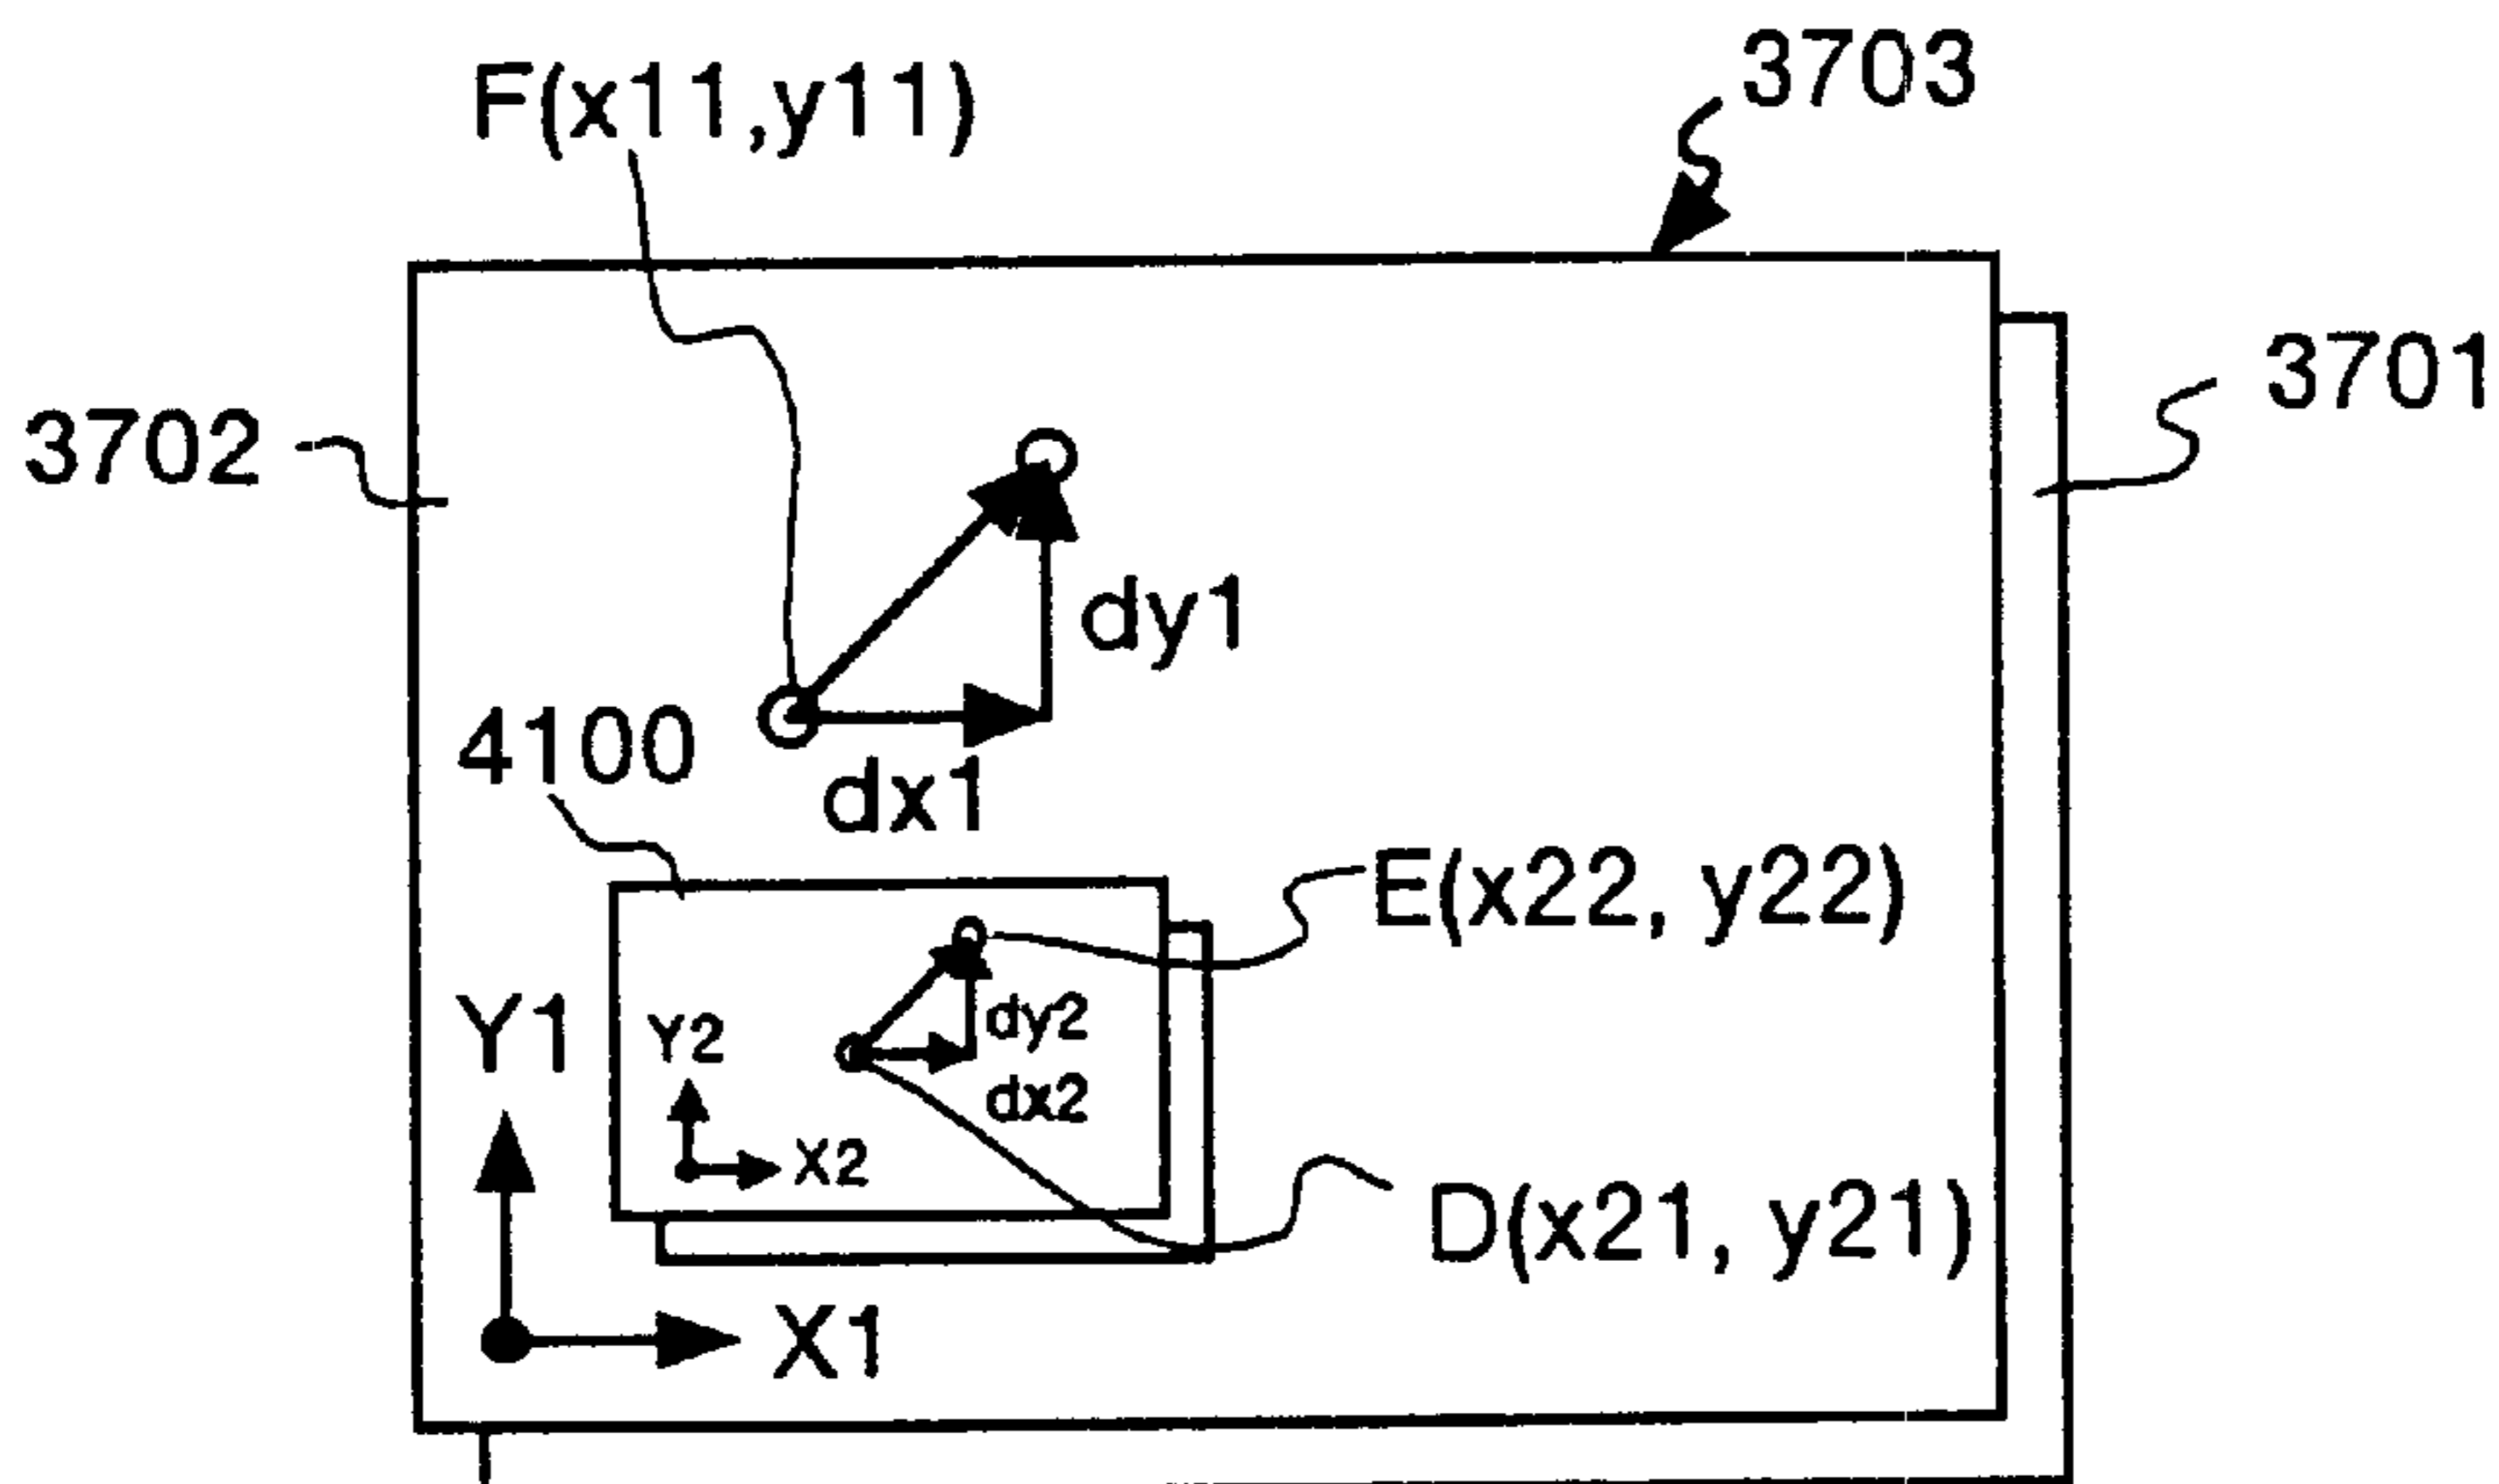 3703
F(x11,y11)
3701
3702
dy1
4100
dx1
E(x22, y22)
Y1
Y2
dy2
dx2
X2
D(x21, y21)
X1